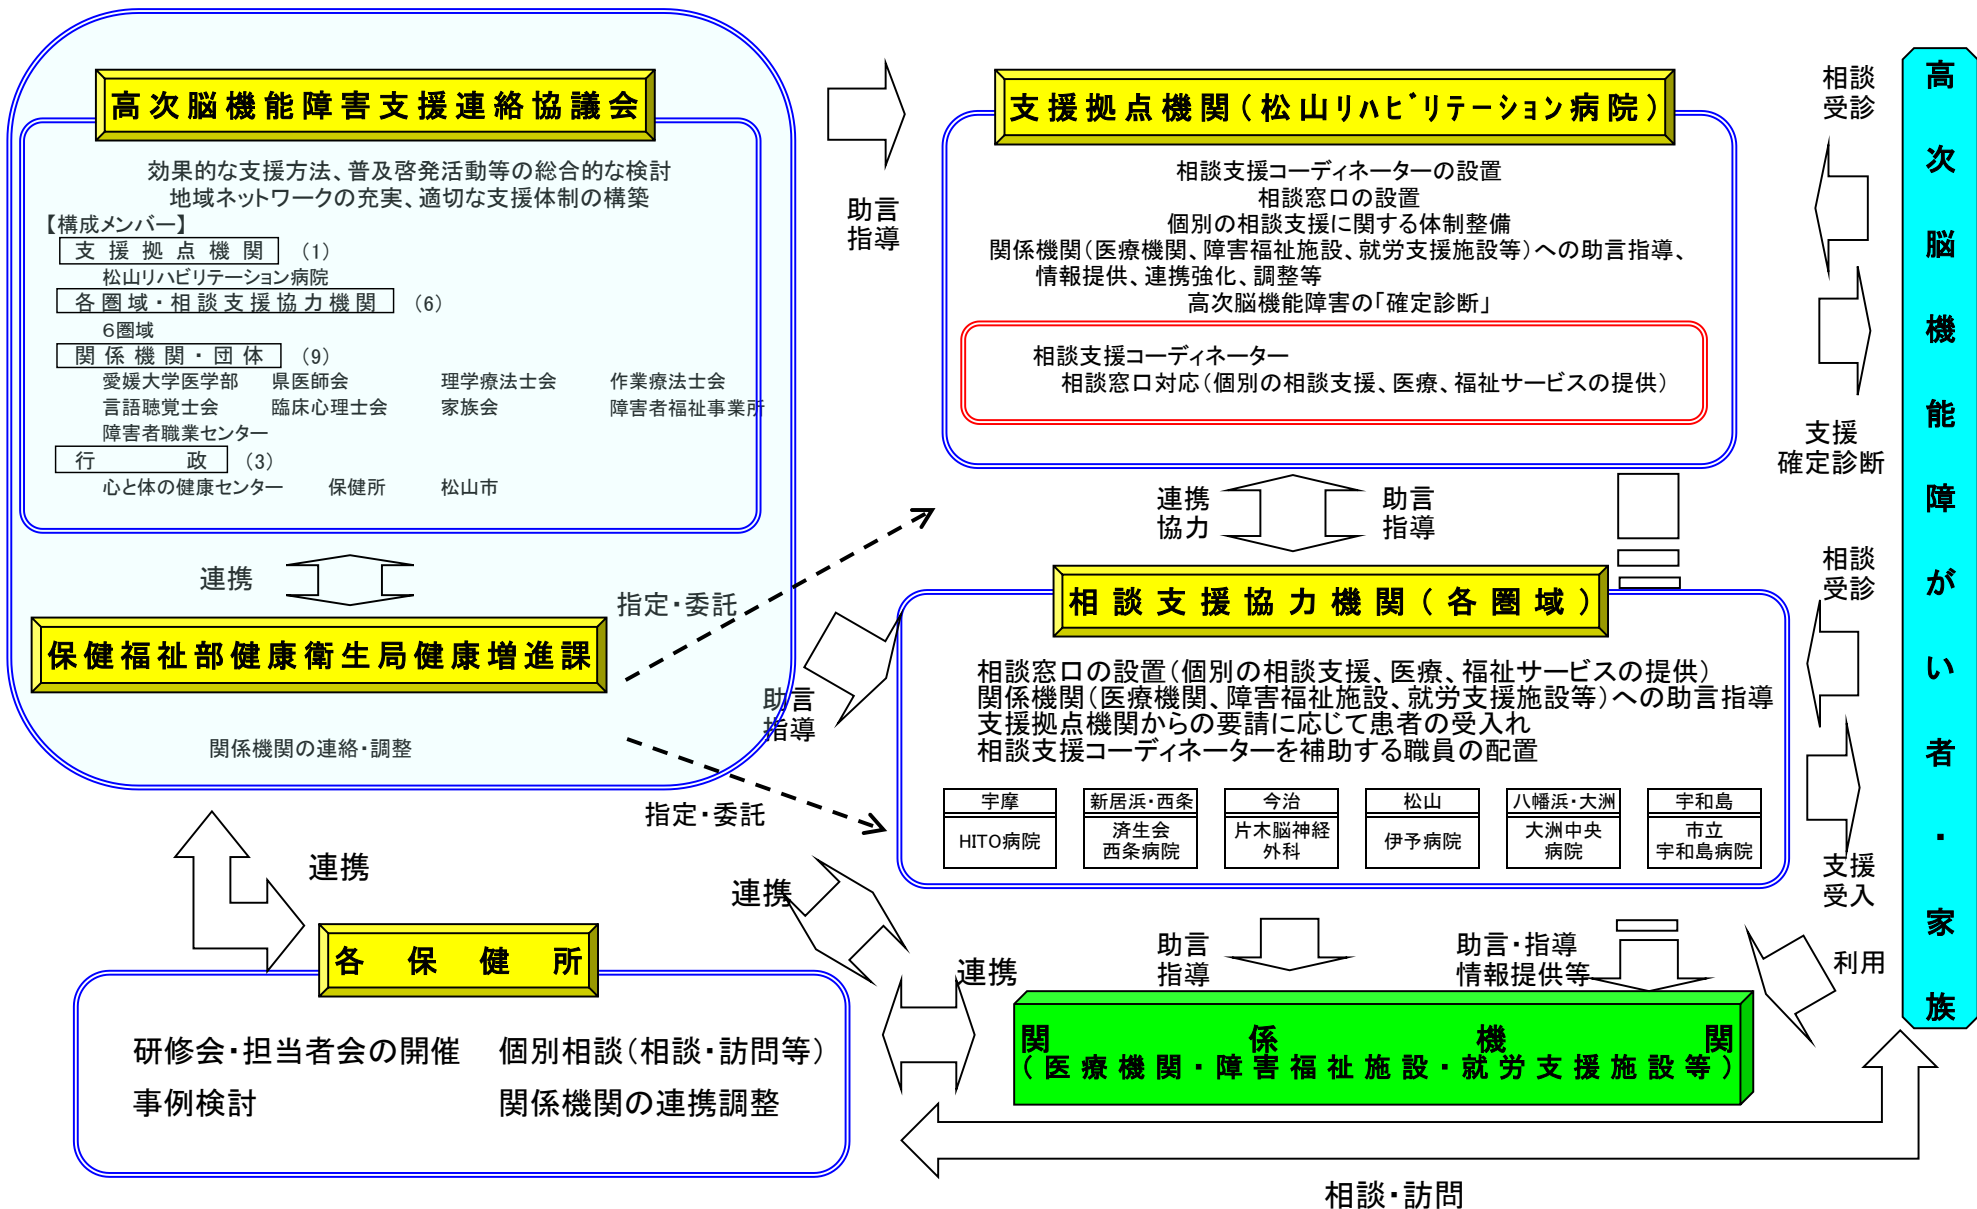 高次脳機能障害支援連絡協議会
効果的な支援方法、普及啓発活動等の総合的な検討
地域ネットワークの充実、適切な支援体制の構築
【構成メンバー】
支援拠点機関 (1)
松山リハビリテーション病院
各圏域・相談支援協力機関 (6)
6圏域
関係機関・団体 (9)
愛媛大学医学部 県医師会 理学療法士会 作業療法士会
言語聴覚士会 臨床心理士会 家族会 障害者福祉事業所
障害者職業センター
行政 (3)
心と体の健康センター 保健所 松山市
連携
保健福祉部健康衛生局健康増進課
関係機関の連絡・調整
助言
指導
支援拠点機関(松山リハビリテーション病院)
相談支援コーディネーターの設置
相談窓口の設置
個別の相談支援に関する体制整備
関係機関(医療機関、障害福祉施設、就労支援施設等)への助言指導、
情報提供、連携強化、調整等
高次脳機能障害の「確定診断」
相談支援コーディネーター
相談窓口対応(個別の相談支援、医療、福祉サービスの提供)
相談
受診
支援
確定診断
高次脳機能障がい者・家族
連携
協力
助言
指導
指定・委託
助言
指導
指定・委託
相談支援協力機関(各圏域)
相談窓口の設置(個別の相談支援、医療、福祉サービスの提供)
関係機関(医療機関、障害福祉施設、就労支援施設等)への助言指導
支援拠点機関からの要請に応じて患者の受入れ
相談支援コーディネーターを補助する職員の配置
宇摩 新居浜・西条 今治 松山 八幡浜・大洲 宇和島
HITO病院 済生会 片木脳神経 伊予病院 大洲中央 市立
西条病院 外科 病院 宇和島病院
相談
受診
支援
受入
連携
各保健所
研修会・担当者会の開催 個別相談(相談・訪問等)
事例検討 関係機関の連携調整
連携
連携
助言
指導
助言・指導
情報提供等
利用
関係機関
(医療機関・障害福祉施設・就労支援施設等)
相談・訪問